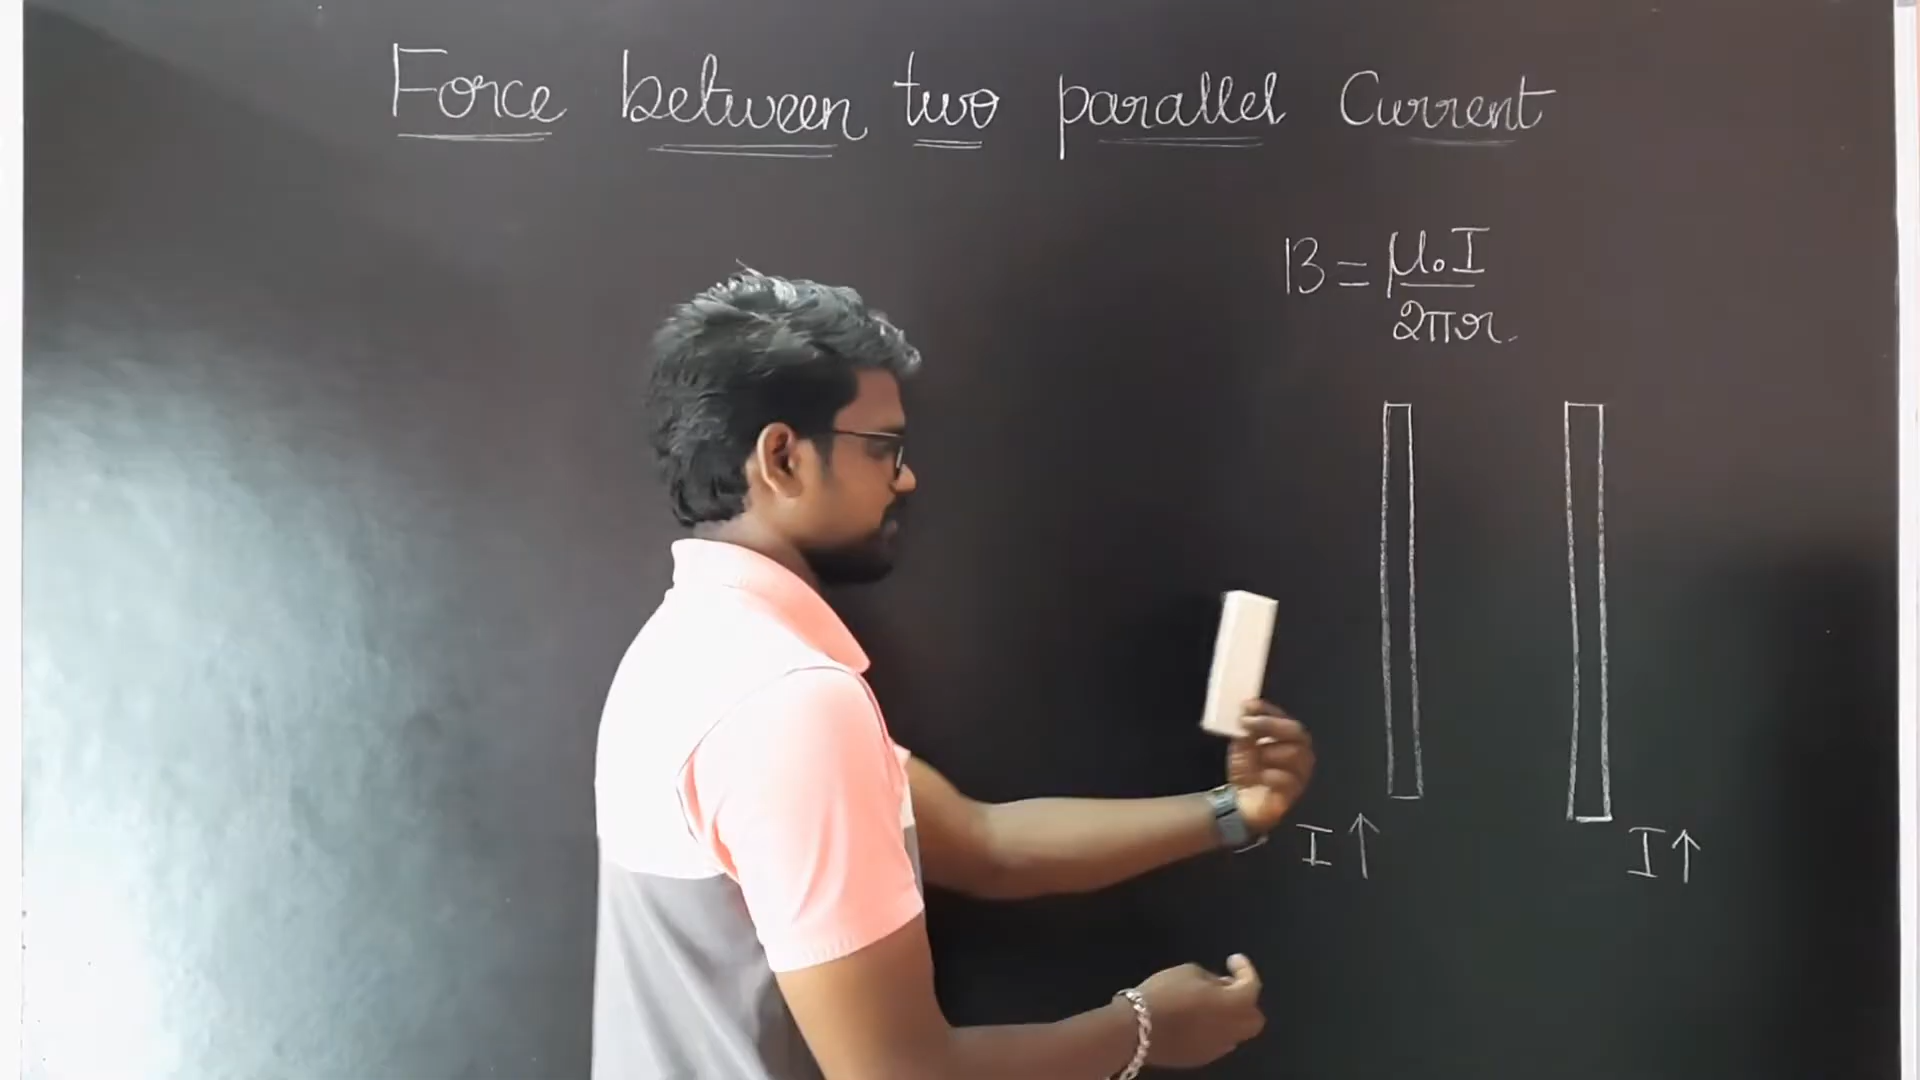 Force between two parallel Current
B = μ₀I
2πr.
I ↑
I ↑